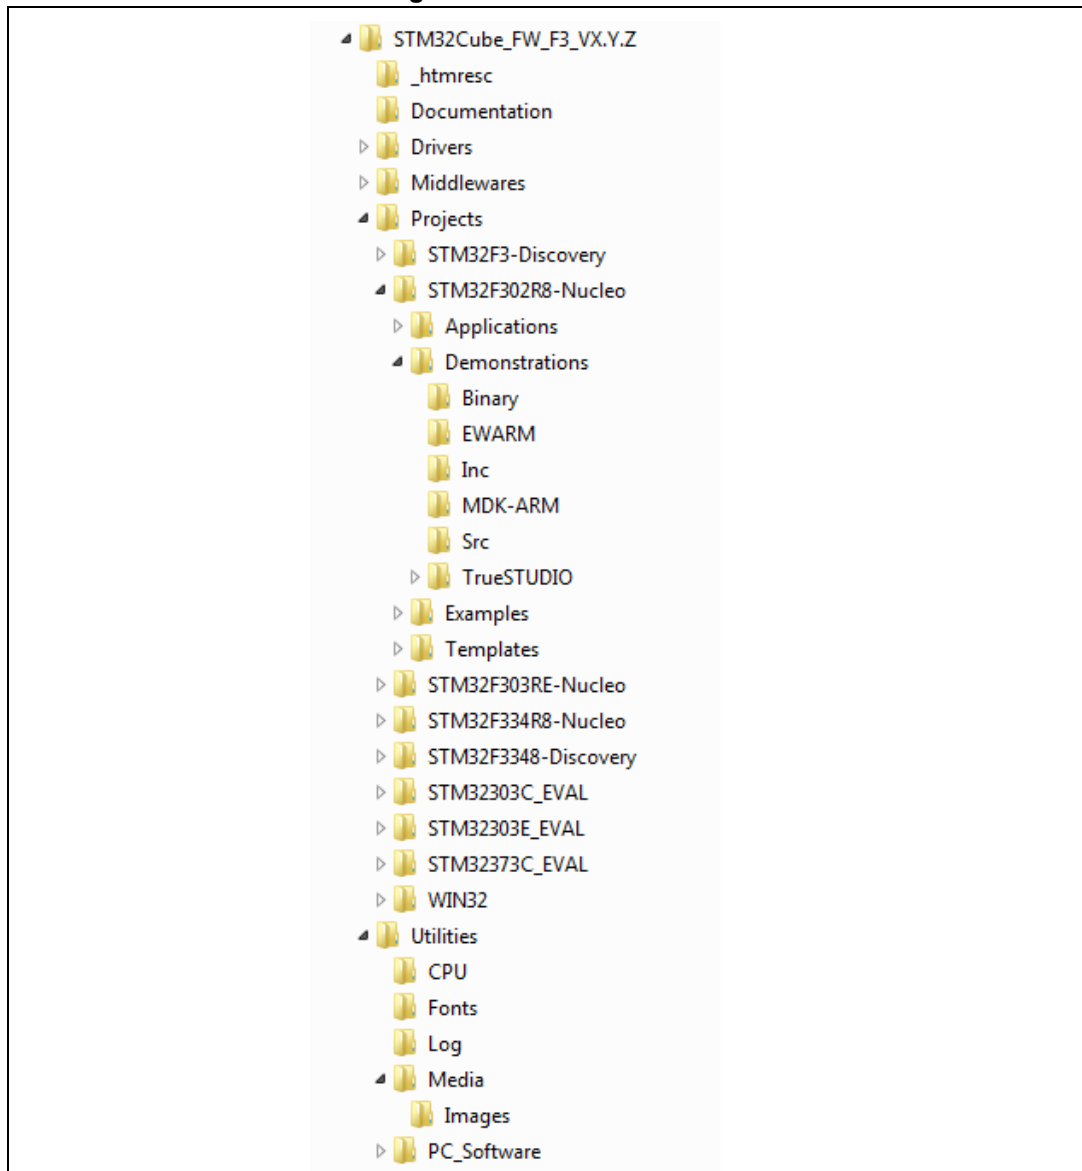 STM32Cube_FW_F3_VX.Y.Z
_htmresc
Documentation
Drivers
Middlewares
Projects
STM32F3-Discovery
STM32F302R8-Nucleo
Applications
Demonstrations
Binary
EWARM
Inc
MDK-ARM
Src
TrueSTUDIO
Examples
Templates
STM32F303RE-Nucleo
STM32F334R8-Nucleo
STM32F3348-Discovery
STM32303C_EVAL
STM32303E_EVAL
STM32373C_EVAL
WIN32
Utilities
CPU
Fonts
Log
Media
Images
PC_Software